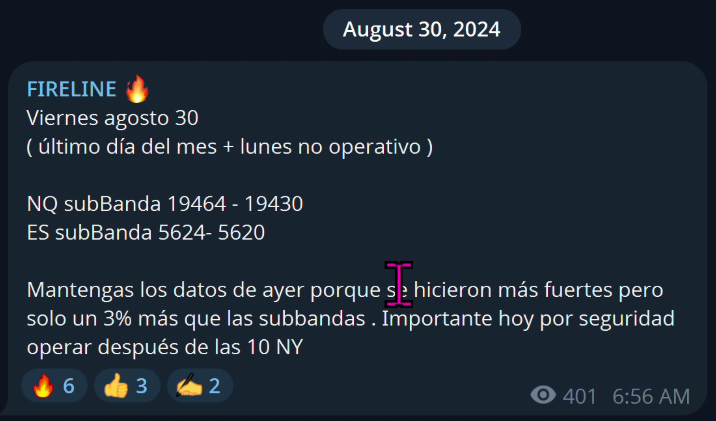 August 30, 2024
FIRELINE 🔥
Viernes agosto 30
( último día del mes + lunes no operativo )
NQ subBanda 19464 - 19430
ES subBanda 5624- 5620
Mantengas los datos de ayer porque se hicieron más fuertes pero
solo un 3% más que las subbandas . Importante hoy por seguridad
operar después de las 10 NY
🔥 6 👍 3 ✍️ 2 401 6:56 AM